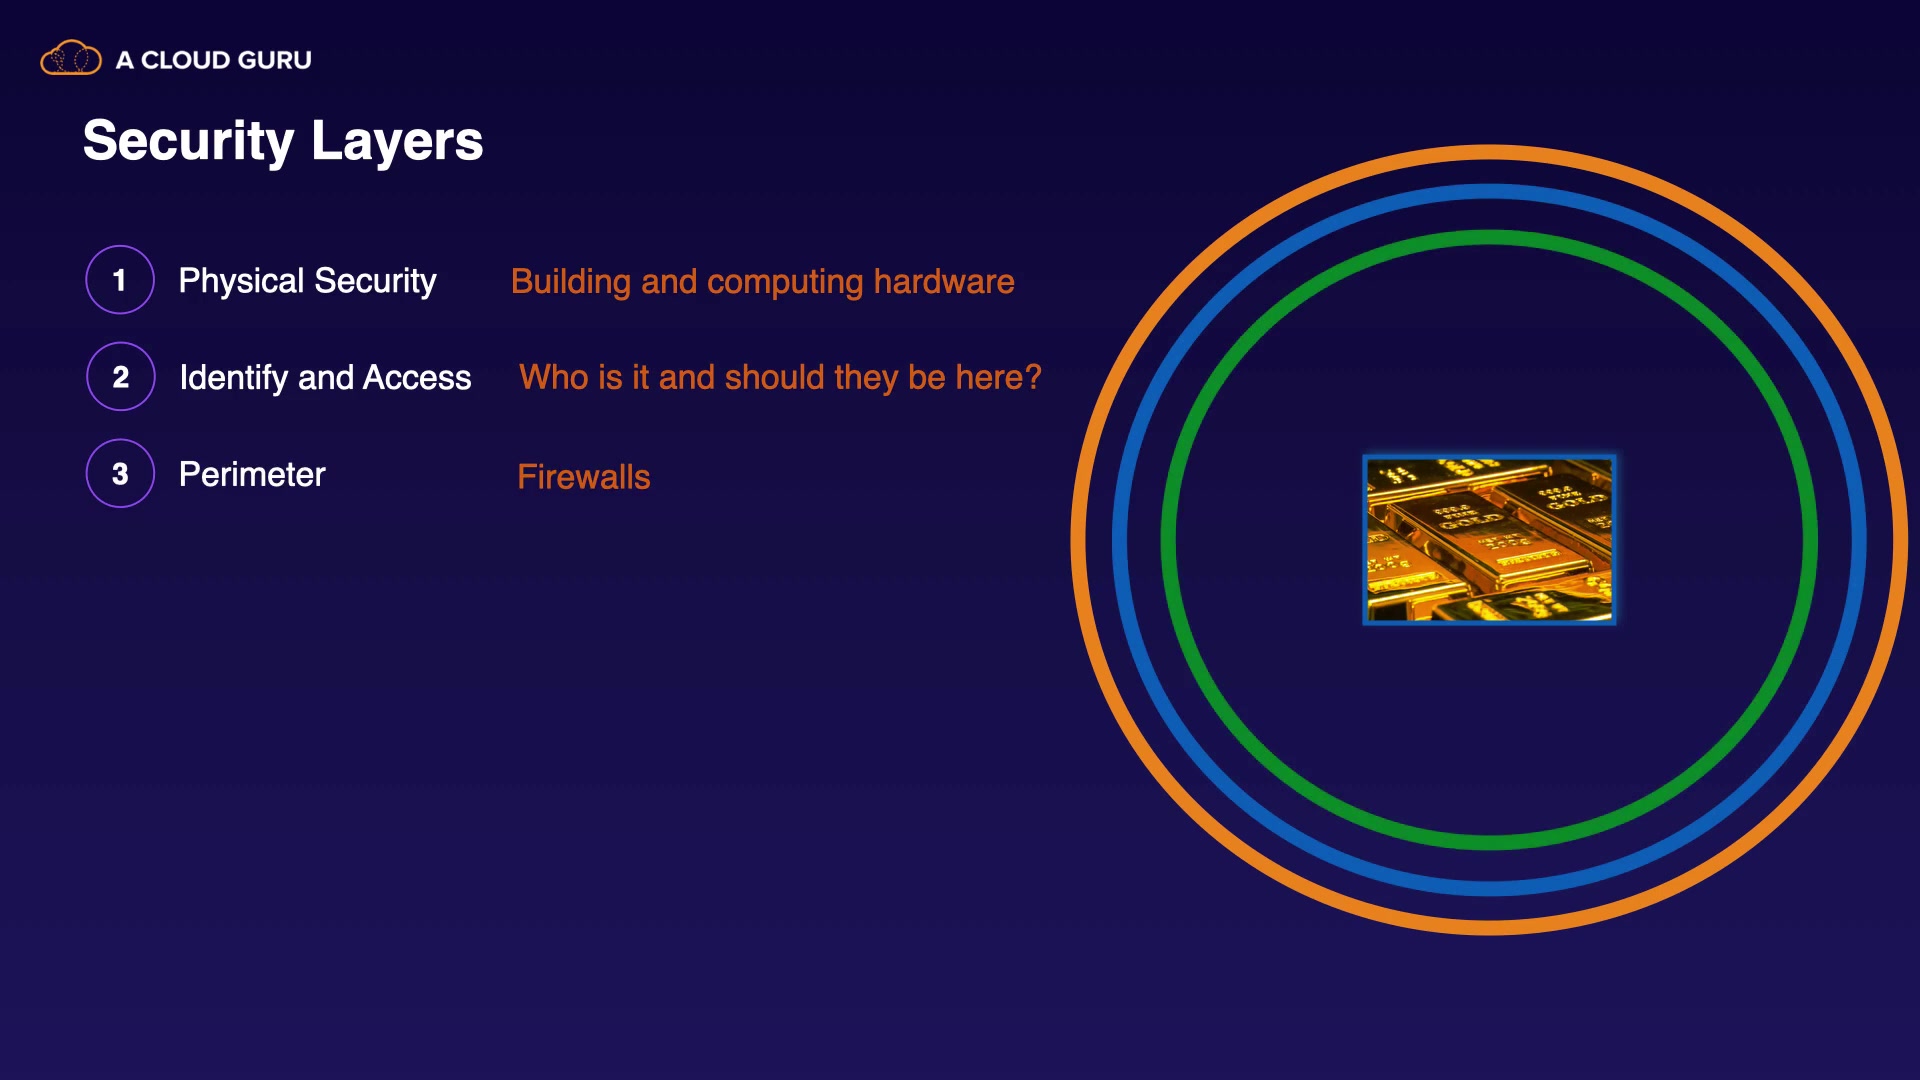 A CLOUD GURU
Security Layers
1 Physical Security Building and computing hardware
2 Identify and Access Who is it and should they be here?
3 Perimeter Firewalls
GOLD
GOLD